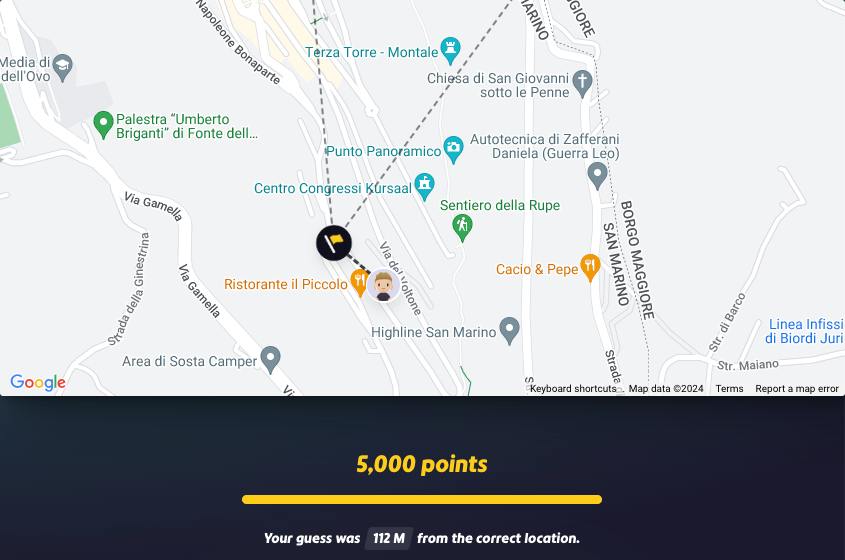 MARINO
GIORE
Napoleone Bonaparte
Terza Torre - Montale
Media di
dell'Ovo
Chiesa di San Giovanni
sotto le Penne
Palestra “Umberto
Briganti” di Fonte dell...
Autotecnica di Zafferani
Daniela (Guerra Leo)
Punto Panoramico
Centro Congressi Kursaal
Via Gamella
Sentiero della Rupe
BORGO MAGGIORE
SAN MARINO
Strada della Ginestrina
Via Gamella
Via del Voltone
Ristorante il Piccolo
Cacio & Pepe
Str. di Barco
Highline San Marino
Linea Infissi
di Biordi Juri
Area di Sosta Camper
Str. Maiano
Strada
S
Vi
Google
Keyboard shortcuts
Map data ©2024
Terms
Report a map error
5,000 points
Your guess was 112 M from the correct location.